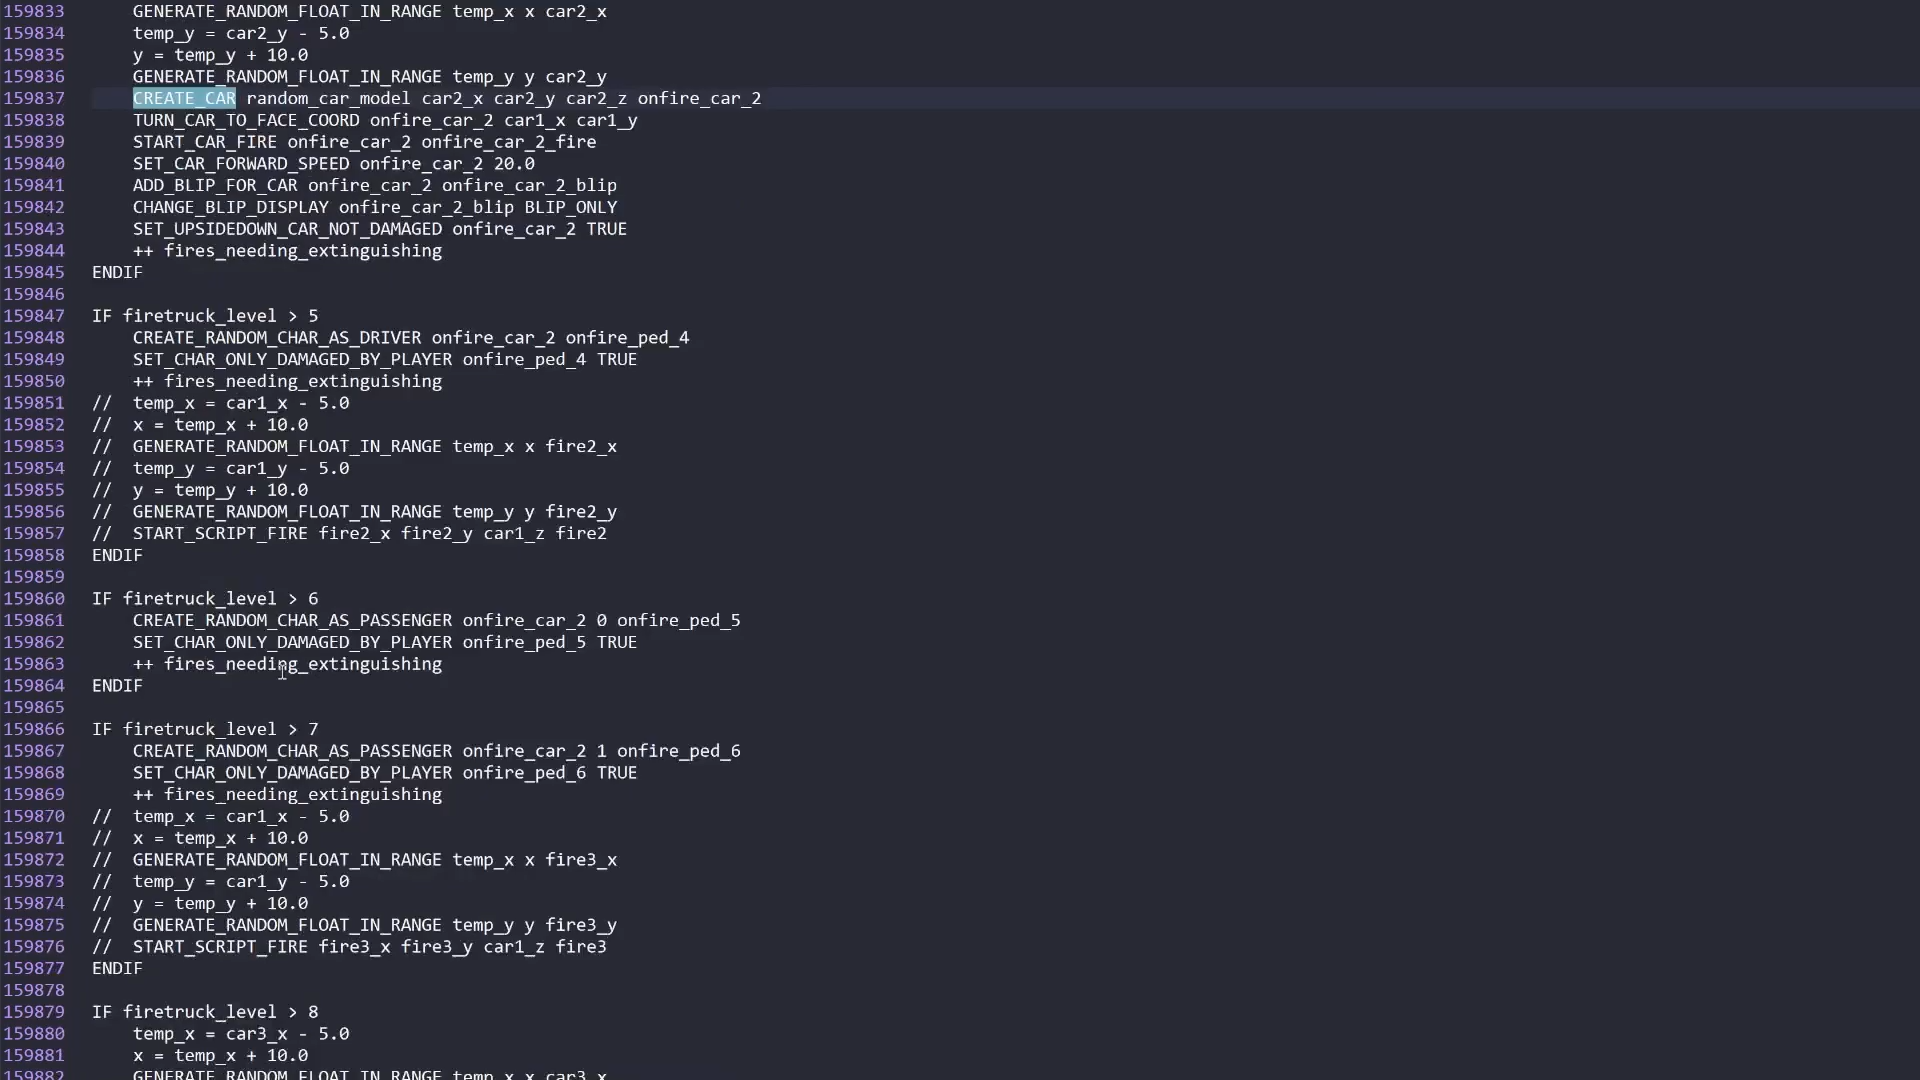 159833 GENERATE_RANDOM_FLOAT_IN_RANGE temp_x x car2_x
159834 temp_y = car2_y - 5.0
159835 y = temp_y + 10.0
159836 GENERATE_RANDOM_FLOAT_IN_RANGE temp_y y car2_y
159837 CREATE_CAR random_car_model car2_x car2_y car2_z onfire_car_2
159838 TURN_CAR_TO_FACE_COORD onfire_car_2 car1_x car1_y
159839 START_CAR_FIRE onfire_car_2 onfire_car_2_fire
159840 SET_CAR_FORWARD_SPEED onfire_car_2 20.0
159841 ADD_BLIP_FOR_CAR onfire_car_2 onfire_car_2_blip
159842 CHANGE_BLIP_DISPLAY onfire_car_2_blip BLIP_ONLY
159843 SET_UPSIDEDOWN_CAR_NOT_DAMAGED onfire_car_2 TRUE
159844 ++ fires_needing_extinguishing
159845 ENDIF
159846
159847 IF firetruck_level > 5
159848 CREATE_RANDOM_CHAR_AS_DRIVER onfire_car_2 onfire_ped_4
159849 SET_CHAR_ONLY_DAMAGED_BY_PLAYER onfire_ped_4 TRUE
159850 ++ fires_needing_extinguishing
159851 // temp_x = car1_x - 5.0
159852 // x = temp_x + 10.0
159853 // GENERATE_RANDOM_FLOAT_IN_RANGE temp_x x fire2_x
159854 // temp_y = car1_y - 5.0
159855 // y = temp_y + 10.0
159856 // GENERATE_RANDOM_FLOAT_IN_RANGE temp_y y fire2_y
159857 // START_SCRIPT_FIRE fire2_x fire2_y car1_z fire2
159858 ENDIF
159859
159860 IF firetruck_level > 6
159861 CREATE_RANDOM_CHAR_AS_PASSENGER onfire_car_2 0 onfire_ped_5
159862 SET_CHAR_ONLY_DAMAGED_BY_PLAYER onfire_ped_5 TRUE
159863 ++ fires_needing_extinguishing
159864 ENDIF
159865
159866 IF firetruck_level > 7
159867 CREATE_RANDOM_CHAR_AS_PASSENGER onfire_car_2 1 onfire_ped_6
159868 SET_CHAR_ONLY_DAMAGED_BY_PLAYER onfire_ped_6 TRUE
159869 ++ fires_needing_extinguishing
159870 // temp_x = car1_x - 5.0
159871 // x = temp_x + 10.0
159872 // GENERATE_RANDOM_FLOAT_IN_RANGE temp_x x fire3_x
159873 // temp_y = car1_y - 5.0
159874 // y = temp_y + 10.0
159875 // GENERATE_RANDOM_FLOAT_IN_RANGE temp_y y fire3_y
159876 // START_SCRIPT_FIRE fire3_x fire3_y car1_z fire3
159877 ENDIF
159878
159879 IF firetruck_level > 8
159880 temp_x = car3_x - 5.0
159881 x = temp_x + 10.0
159882 GENERATE_RANDOM_FLOAT_IN_RANGE temp_x x car3_x